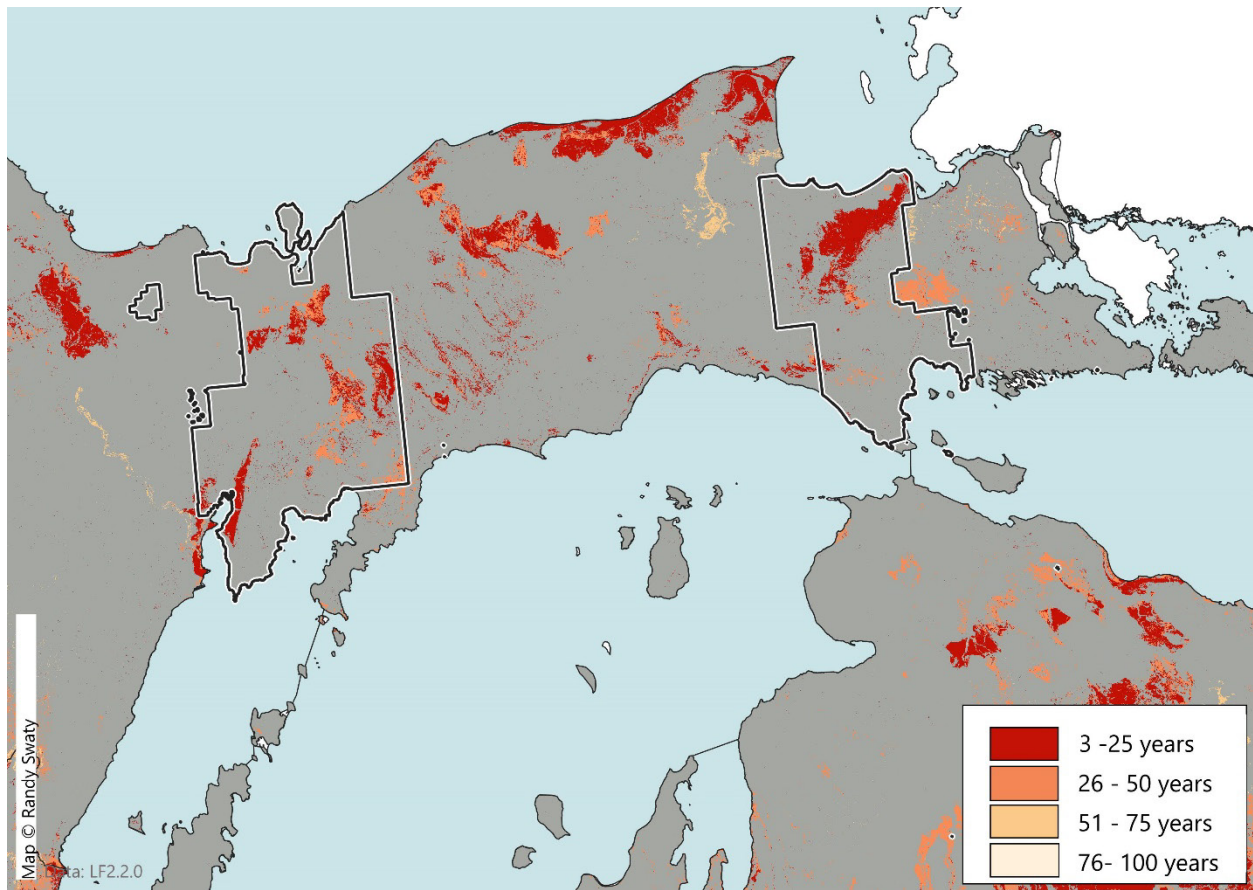 3 -25 years
26 - 50 years
51 - 75 years
76- 100 years
Map © Randy Swaty
Data: LF2.2.0